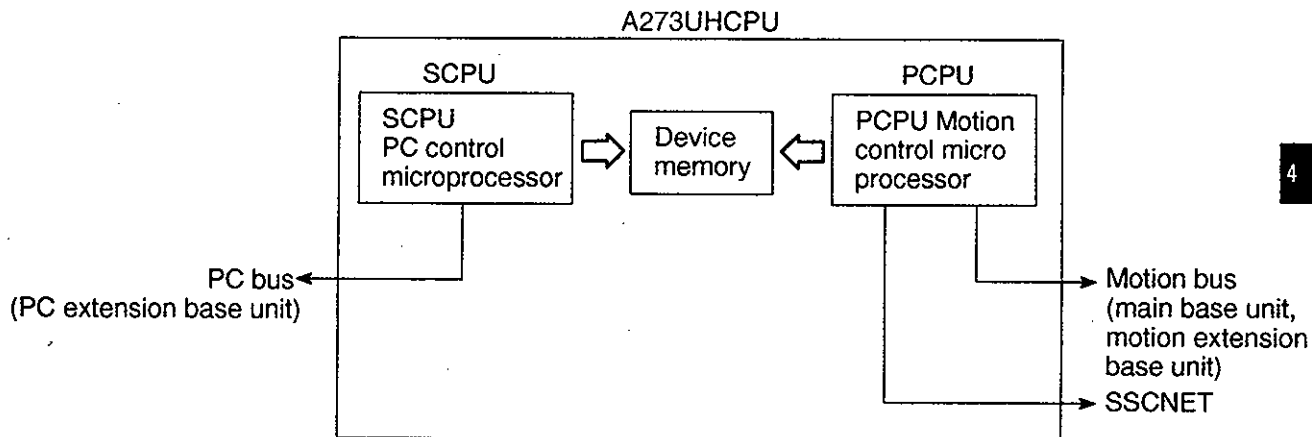 A273UHCPU
SCPU
PCPU
SCPU
PC control
microprocessor
Device
memory
PCPU Motion
control micro
processor
4
PC bus
(PC extension base unit)
Motion bus
(main base unit,
motion extension
base unit)
SSCNET